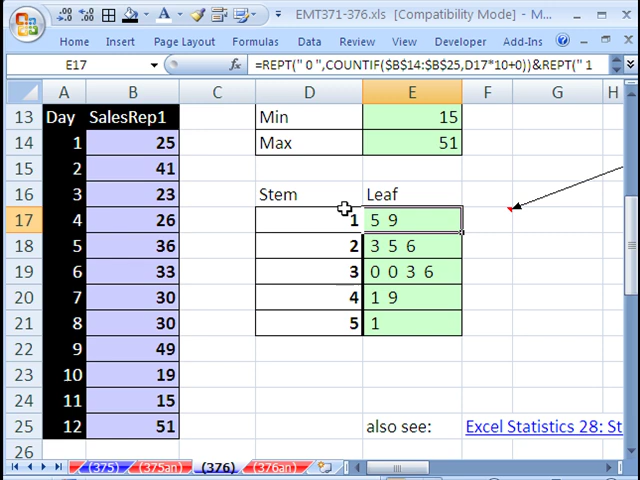 EMT371-376.xls [Compatibility Mode] - M...
Home Insert Page Layout Formulas Data Review View Developer Add-Ins
E17 =REPT(" 0 ",COUNTIF($B$14:$B$25,D17*10+0))&REPT(" 1
A B C D E F G H
13 Day SalesRep1 Min 15
14 1 25 Max 51
15 2 41
16 3 23 Stem Leaf
17 4 26 1 5 9
18 5 36 2 3 5 6
19 6 33 3 0 0 3 6
20 7 30 4 1 9
21 8 30 5 1
22 9 49
23 10 19
24 11 15
25 12 51 also see: Excel Statistics 28: St
26
(375) (375an) (376) (376an)